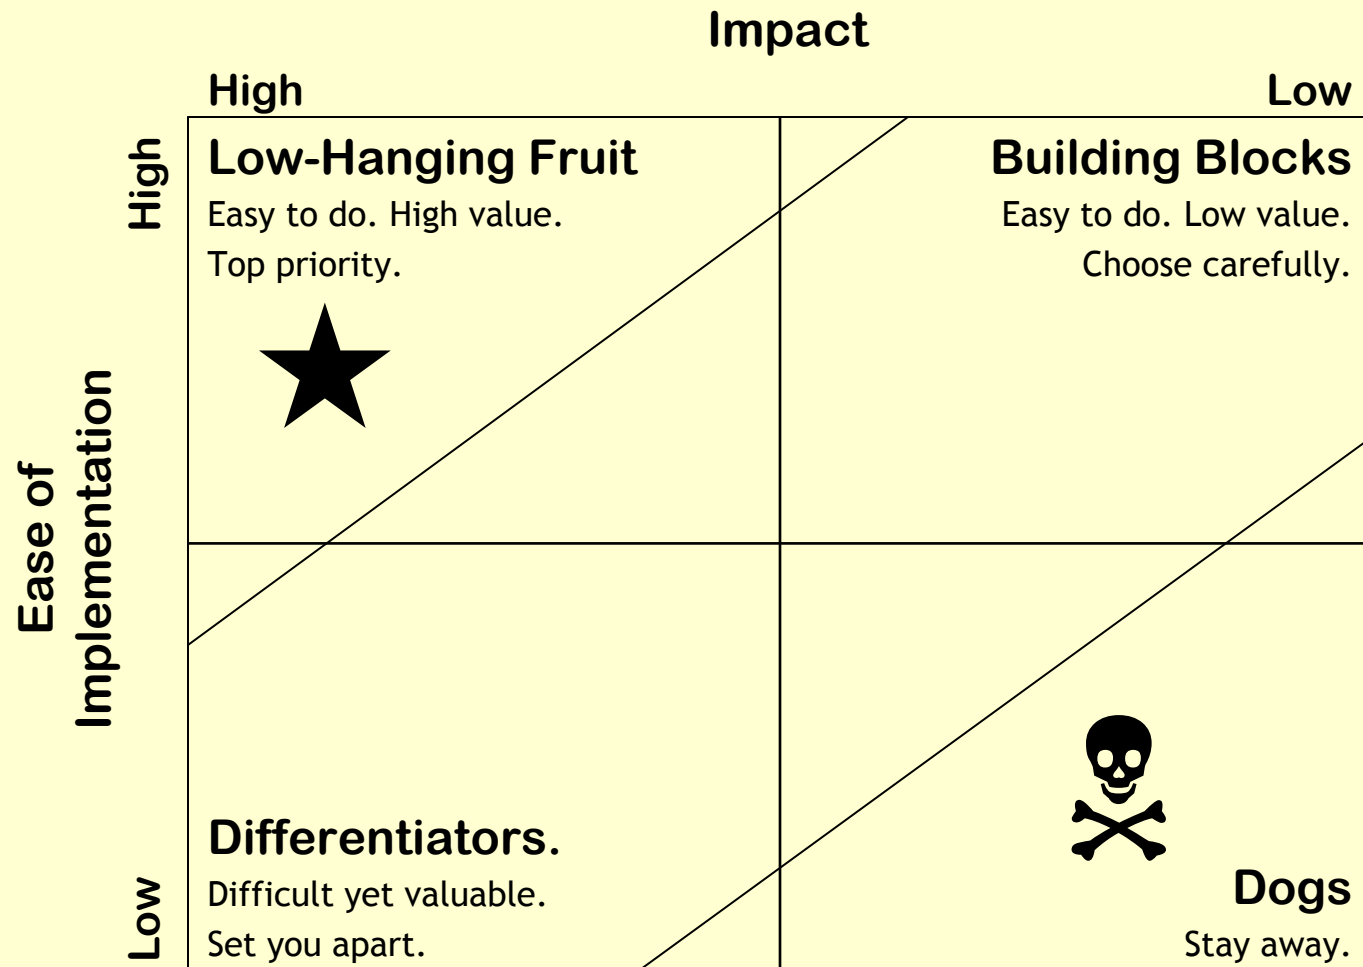 Impact
High
Low
High
Low-Hanging Fruit
Easy to do. High value.
Top priority.
Building Blocks
Easy to do. Low value.
Choose carefully.
Ease of
Implementation
Low
Differentiators.
Difficult yet valuable.
Set you apart.
Dogs
Stay away.